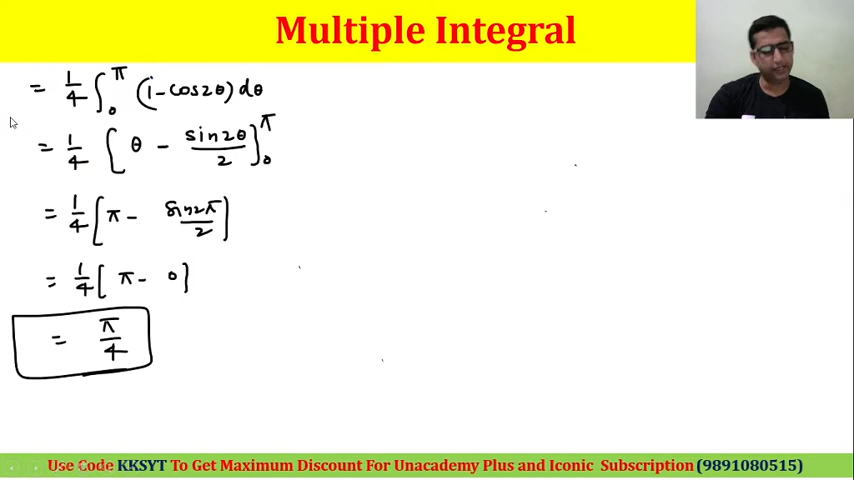 Multiple Integral
= 1/4 ∫₀^π (1 - cos2θ) dθ
= 1/4 [θ - sin2θ/2]₀^π
= 1/4 [π - sin2π/2]
= 1/4 [π - 0]
= π/4
Use Code KKSYT To Get Maximum Discount For Unacademy Plus and Iconic Subscription (9891080515)